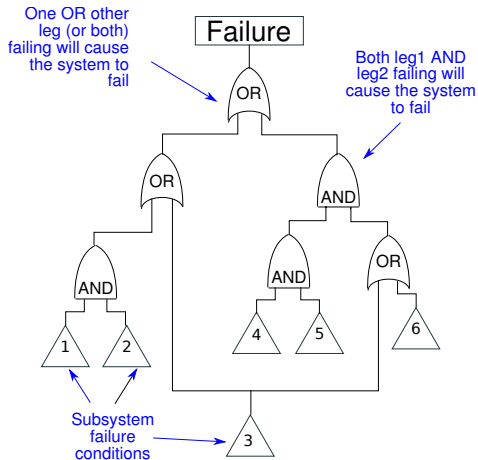 One OR other
leg (or both)
failing will cause
the system to
fail
Failure
Both leg1 AND
leg2 failing will
cause the system
to fail
OR
OR
AND
AND
AND
OR
1
2
4
5
6
Subsystem
failure
conditions
3